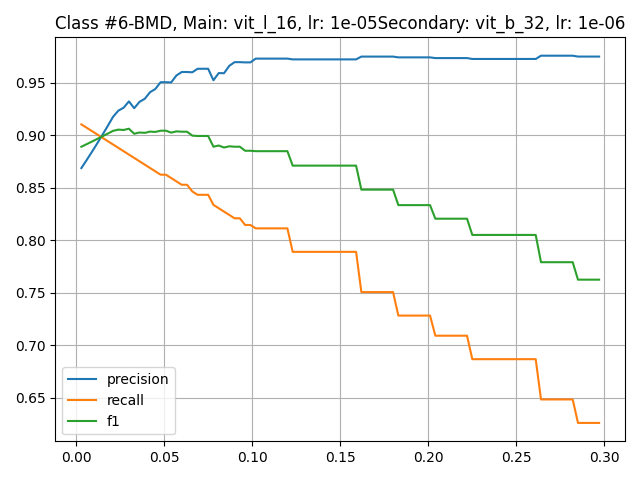 Class #6-BMD, Main: vit_l_16, lr: 1e-05Secondary: vit_b_32, lr: 1e-06
0.95
0.90
0.85
0.80
0.75
0.70
0.65
precision
recall
f1
0.00 0.05 0.10 0.15 0.20 0.25 0.30